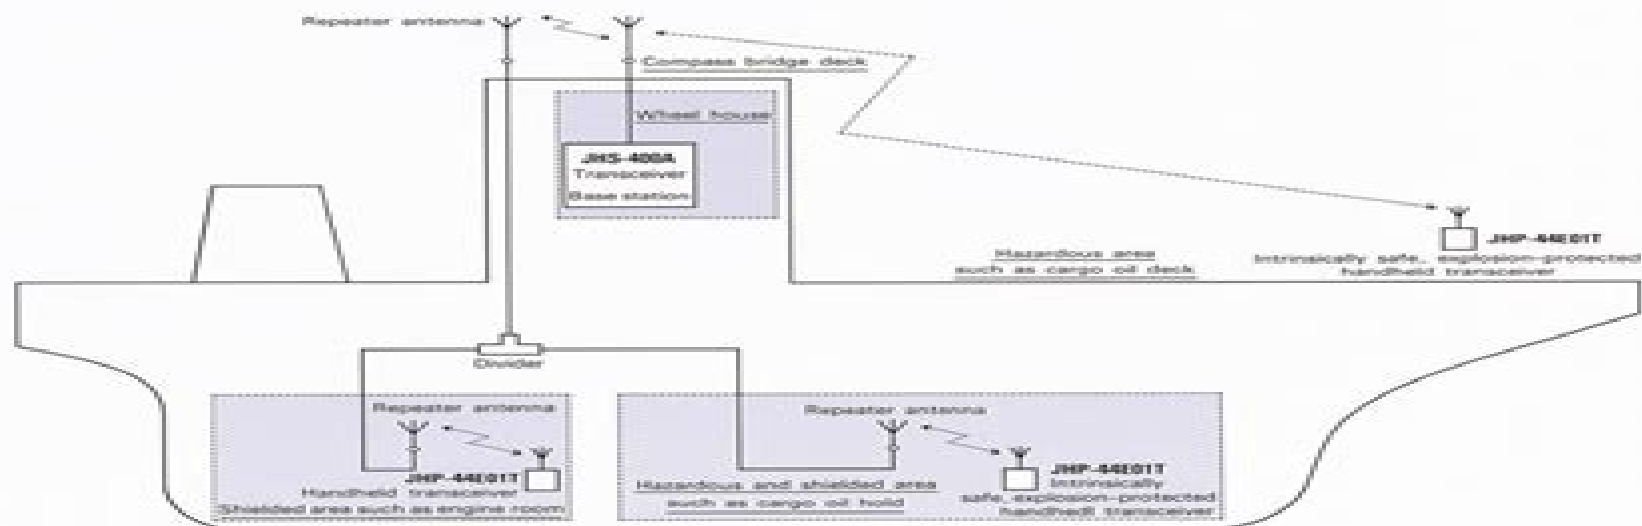 Repeater antenna
Compass bridge deck
Wheel house
JHS-400A
Transceiver
Base station
JHP-44E01T
Intrinsically safe, explosion-protected
handheld transceiver
Hazardous area
such as cargo oil deck
Divider
Repeater antenna
JHP-44E01T
Handheld transceiver
Shielded area such as engine room
Repeater antenna
Hazardous and shielded area
such as cargo oil hold
JHP-44E01T
Intrinsically
safe, explosion-protected
handhedl transceiver